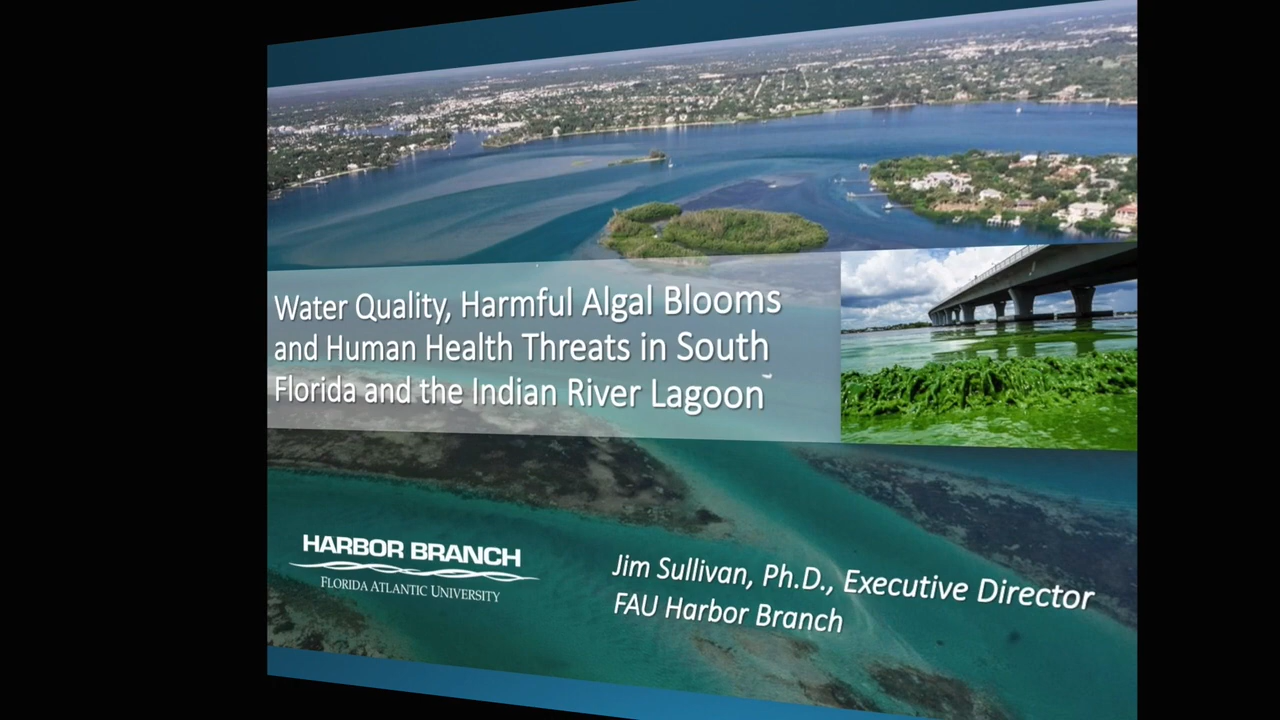 Water Quality, Harmful Algal Blooms
and Human Health Threats in South
Florida and the Indian River Lagoon
HARBOR BRANCH
FLORIDA ATLANTIC UNIVERSITY
Jim Sullivan, Ph.D., Executive Director
FAU Harbor Branch